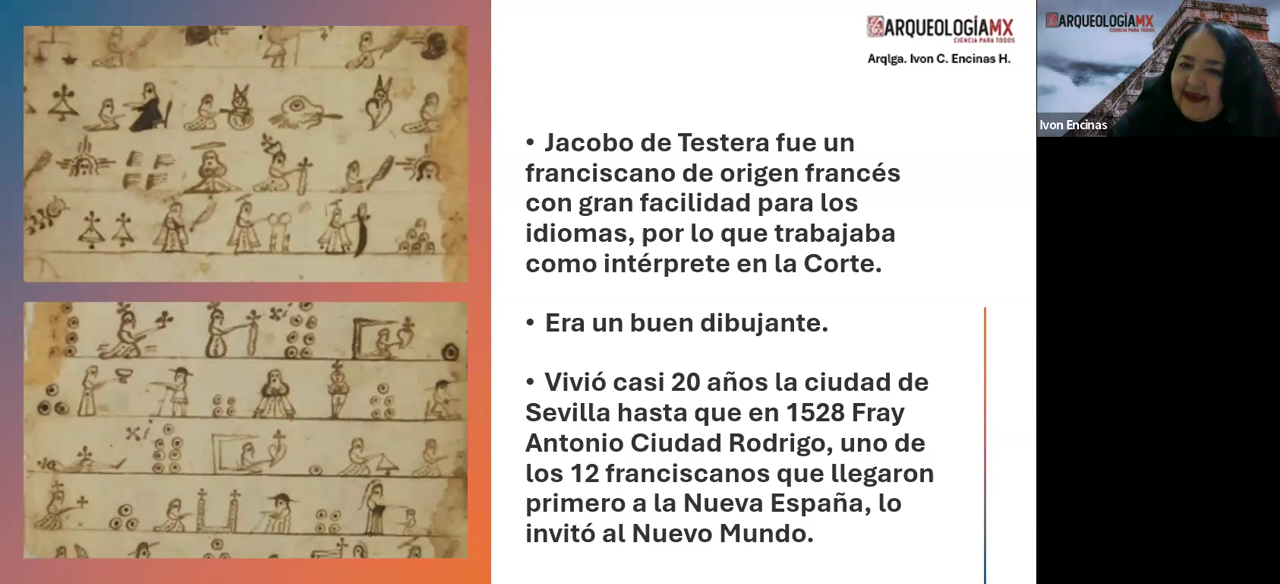 ARQUEOLOGÍAMX
CIENCIA PARA TODOS
Arqlga. Ivon C. Encinas H.
• Jacobo de Testera fue un
franciscano de origen francés
con gran facilidad para los
idiomas, por lo que trabajaba
como intérprete en la Corte.
• Era un buen dibujante.
• Vivió casi 20 años la ciudad de
Sevilla hasta que en 1528 Fray
Antonio Ciudad Rodrigo, uno de
los 12 franciscanos que llegaron
primero a la Nueva España, lo
invitó al Nuevo Mundo.
ARQUEOLOGÍAMX
CIENCIA PARA TODOS
Ivon Encinas